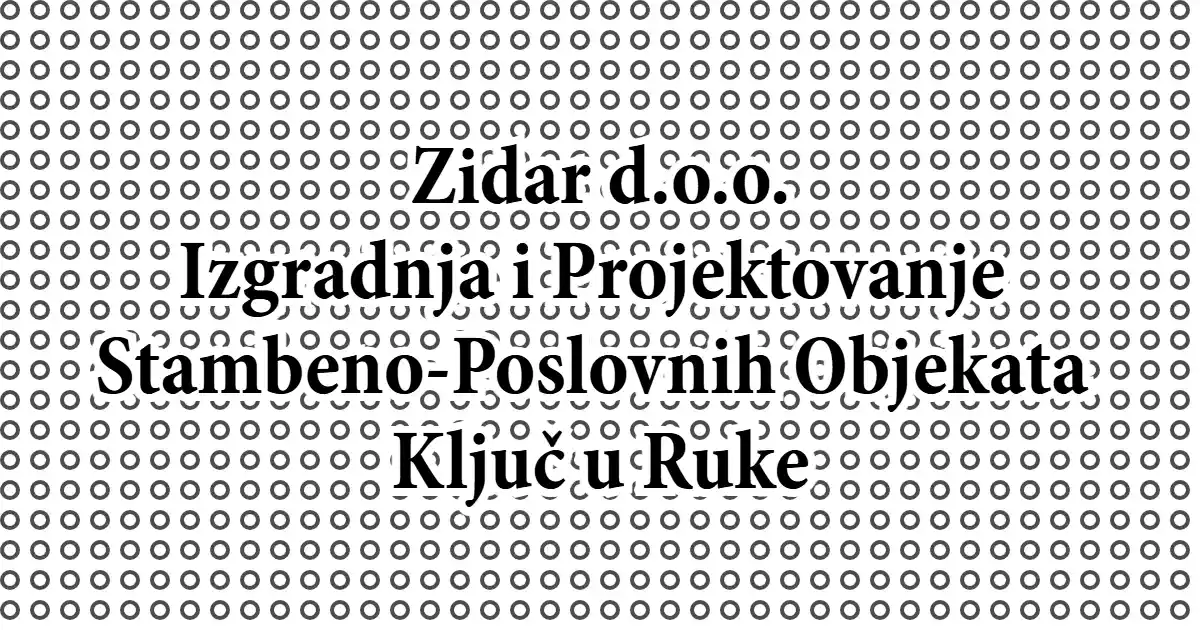 Zidar d.o.o.
Izgradnja i Projektovanje
Stambeno-Poslovnih Objekata
Ključ u Ruke